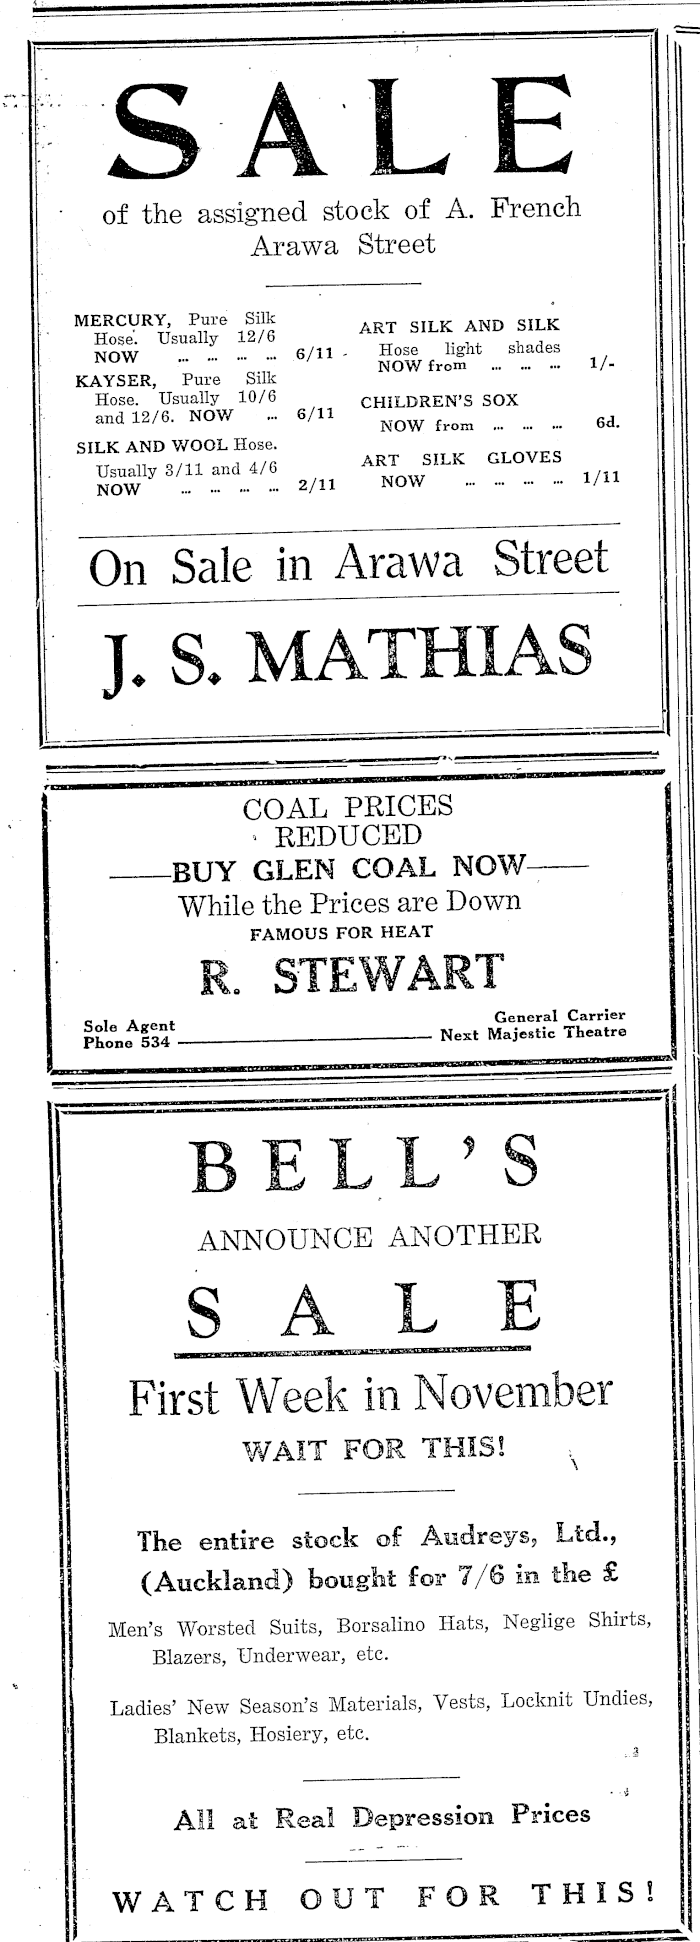 SALE
of the assigned stock of A. French
Arawa Street
MERCURY, Pure Silk
Hose. Usually 12/6
NOW ... ... ... ... 6/11
KAYSER, Pure Silk
Hose. Usually 10/6
and 12/6. NOW ... 6/11
SILK AND WOOL Hose.
Usually 3/11 and 4/6
NOW ... ... ... ... 2/11
ART SILK AND SILK
Hose light shades
NOW from ... ... ... 1/-
CHILDREN'S SOX
NOW from ... ... ... 6d.
ART SILK GLOVES
NOW ... ... ... ... 1/11
On Sale in Arawa Street
J. S. MATHIAS
COAL PRICES
REDUCED
BUY GLEN COAL NOW
While the Prices are Down
FAMOUS FOR HEAT
R. STEWART
Sole Agent
Phone 534
General Carrier
Next Majestic Theatre
BELL'S
ANNOUNCE ANOTHER
SALE
First Week in November
WAIT FOR THIS!
The entire stock of Audreys, Ltd.,
(Auckland) bought for 7/6 in the £
Men's Worsted Suits, Borsalino Hats, Neglige Shirts,
Blazers, Underwear, etc.
Ladies' New Season's Materials, Vests, Locknit Undies,
Blankets, Hosiery, etc.
All at Real Depression Prices
WATCH OUT FOR THIS!